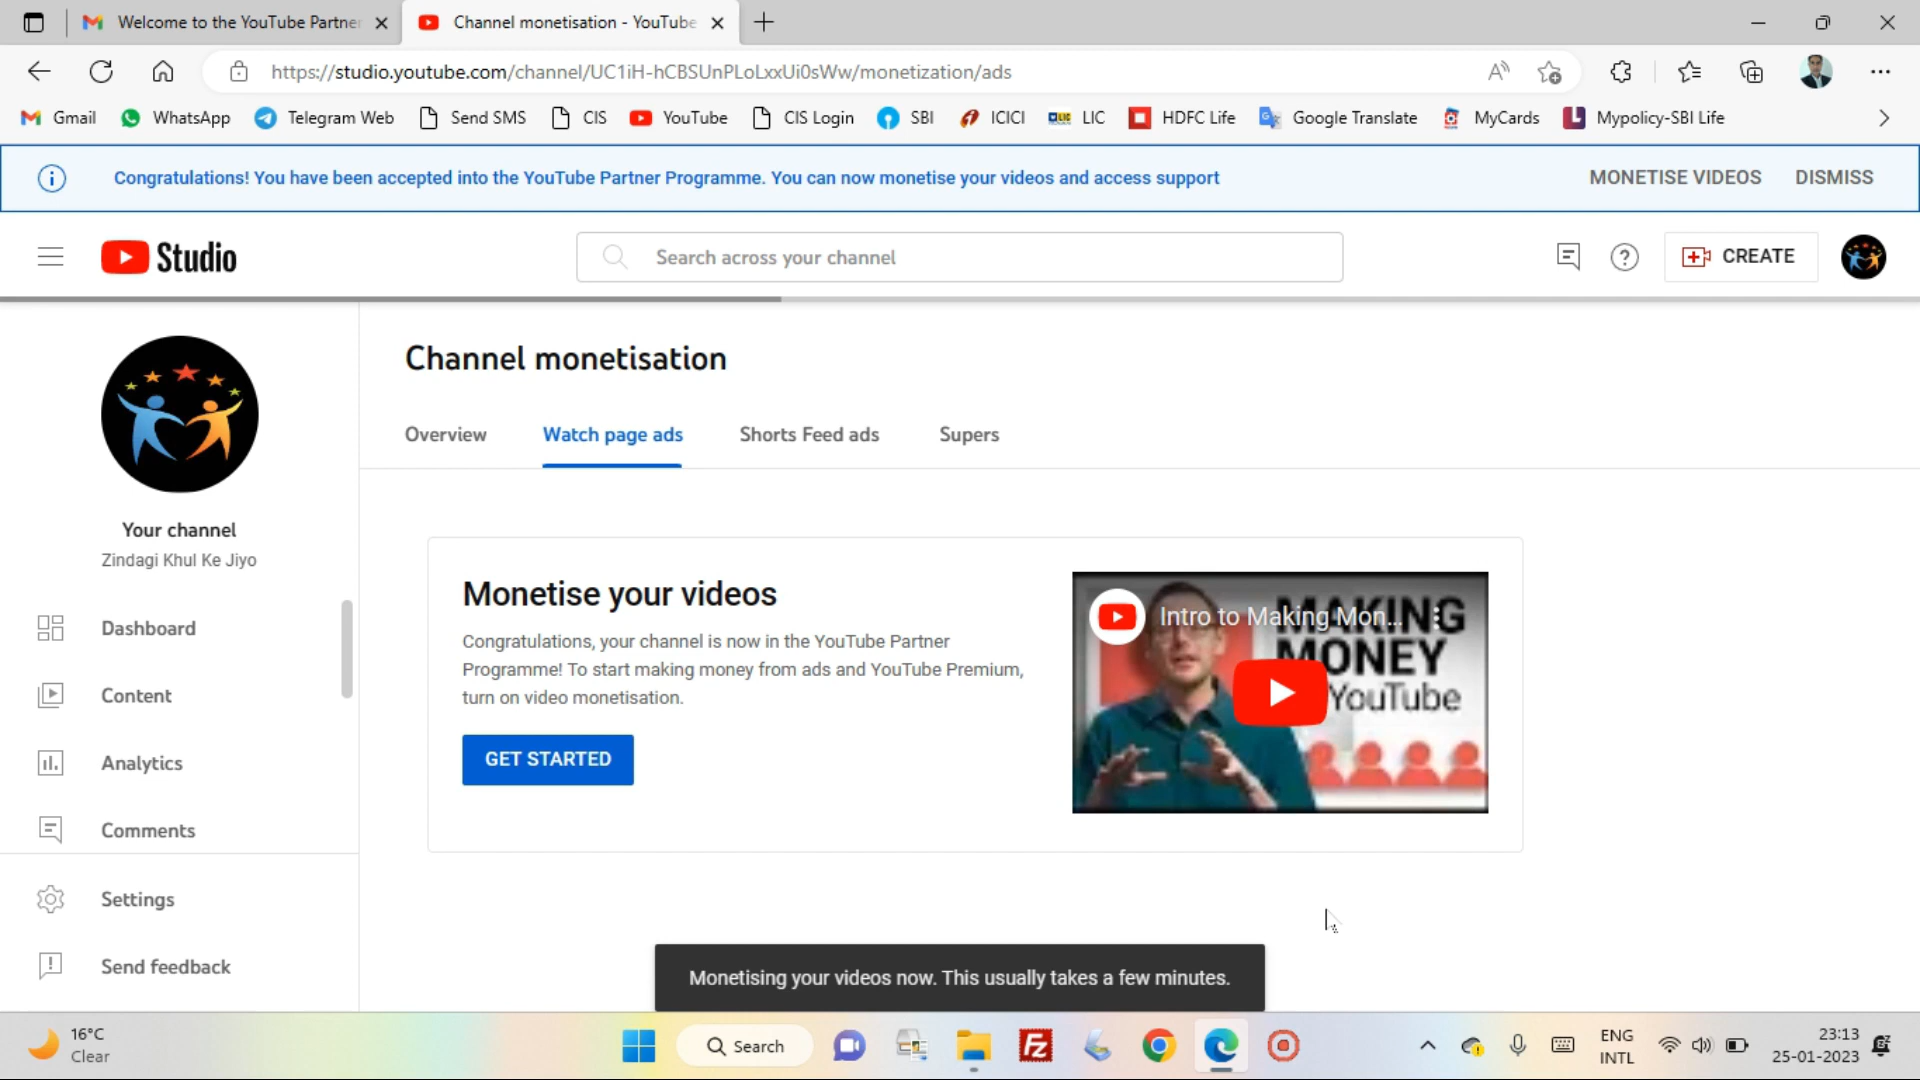 Welcome to the YouTube Partner
Channel monetisation - YouTube
https://studio.youtube.com/channel/UC1iH-hCBSUnPLoLxxUi0sWw/monetization/ads
Gmail WhatsApp Telegram Web Send SMS CIS YouTube CIS Login SBI ICICI LIC HDFC Life Google Translate MyCards Mypolicy-SBI Life
Congratulations! You have been accepted into the YouTube Partner Programme. You can now monetise your videos and access support MONETISE VIDEOS DISMISS
Studio
Search across your channel
CREATE
Channel monetisation
Overview Watch page ads Shorts Feed ads Supers
Your channel
Zindagi Khul Ke Jiyo
Dashboard
Content
Analytics
Comments
Settings
Send feedback
Monetise your videos
Congratulations, your channel is now in the YouTube Partner
Programme! To start making money from ads and YouTube Premium,
turn on video monetisation.
GET STARTED
Intro to Making Mon...
MAKING
MONEY
YouTube
Monetising your videos now. This usually takes a few minutes.
16°C
Clear
Search
ENG
INTL
23:13
25-01-2023